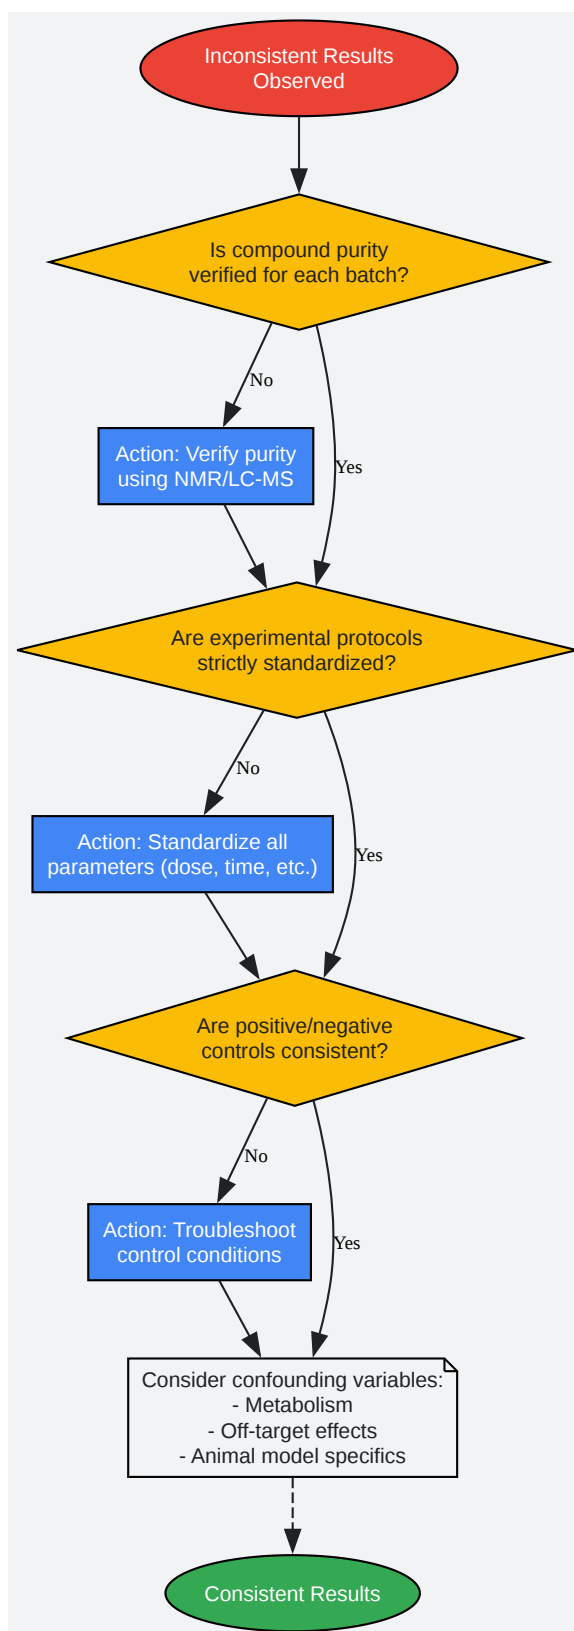 Inconsistent Results
Observed
Is compound purity
verified for each batch?
No
Action: Verify purity
using NMR/LC-MS
Yes
Are experimental protocols
strictly standardized?
No
Action: Standardize all
parameters (dose, time, etc.)
Yes
Are positive/negative
controls consistent?
No
Action: Troubleshoot
control conditions
Yes
Consider confounding variables:
- Metabolism
- Off-target effects
- Animal model specifics
Consistent Results